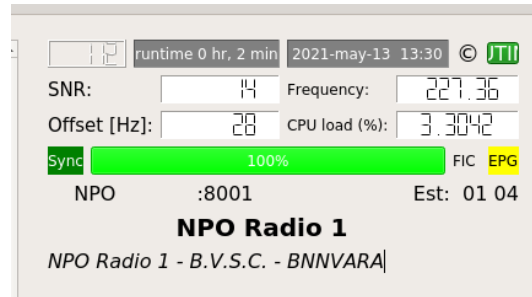 112 runtime 0 hr, 2 min 2021-may-13 13:30 ©
SNR: 14 Frequency: 227.36
Offset [Hz]: 28 CPU load (%): 3.3042
Sync 100% FIC EPG
NPO :8001 Est: 01 04
NPO Radio 1
NPO Radio 1 - B.V.S.C. - BNNVARA